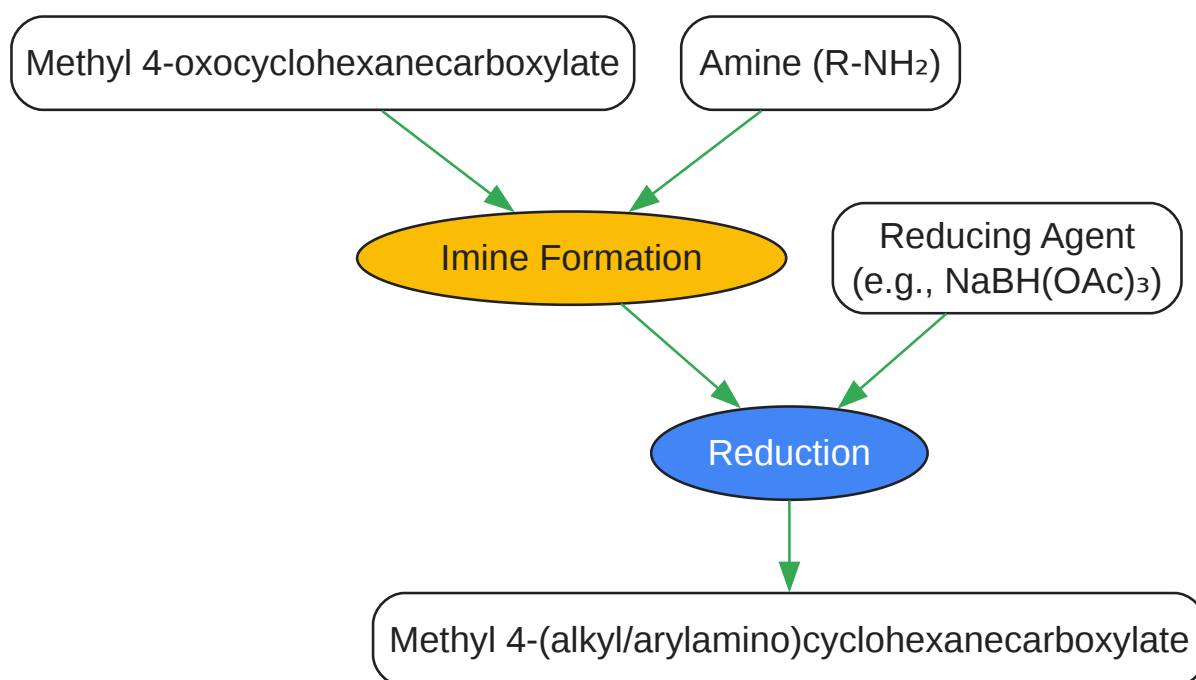 Methyl 4-oxocyclohexanecarboxylate
Amine (R-NH₂)
Imine Formation
Reducing Agent
(e.g., NaBH(OAc)₃)
Reduction
Methyl 4-(alkyl/arylamino)cyclohexanecarboxylate